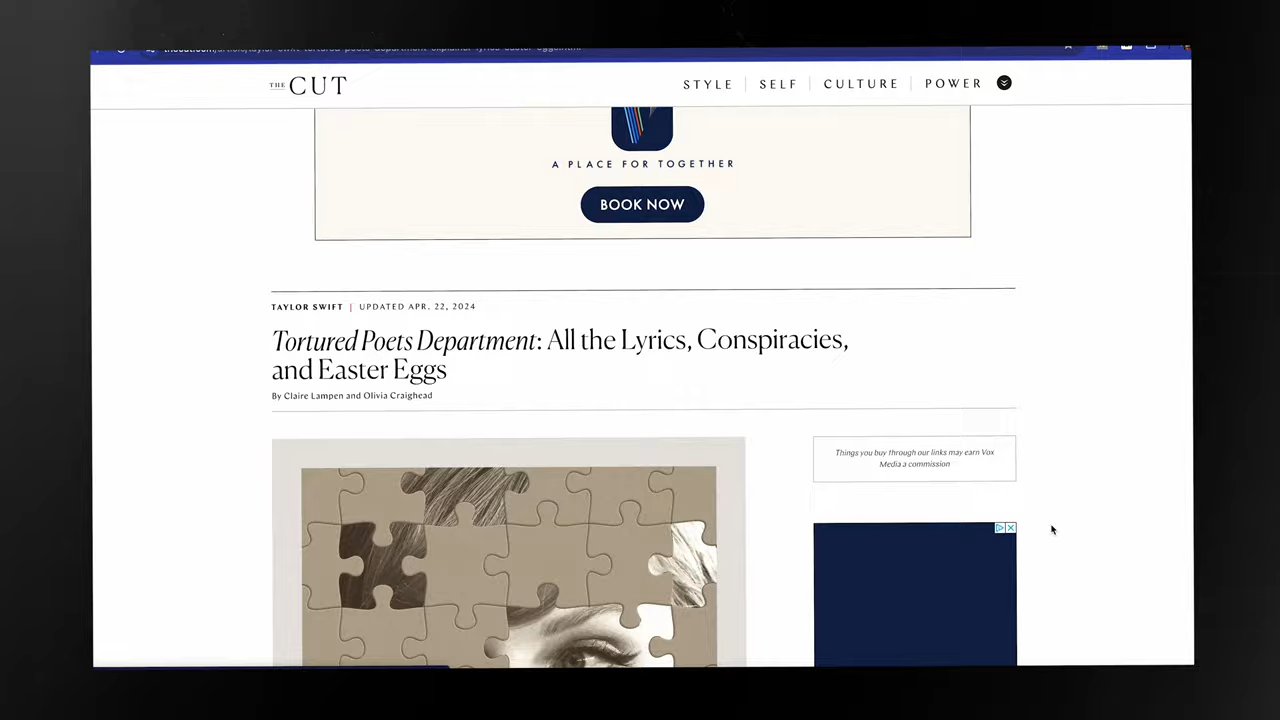 THE CUT
STYLE | SELF | CULTURE | POWER
A PLACE FOR TOGETHER
BOOK NOW
TAYLOR SWIFT | UPDATED APR. 22, 2024
Tortured Poets Department: All the Lyrics, Conspiracies,
and Easter Eggs
By Claire Lampen and Olivia Craighead
Things you buy through our links may earn Vox
Media a commission